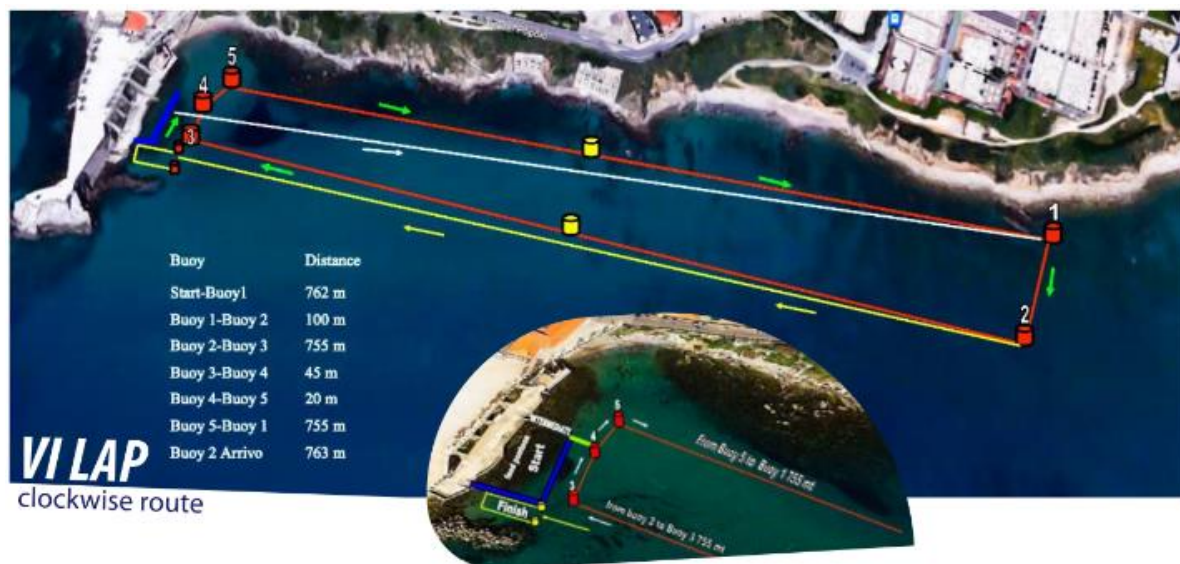 5
4
3
1
2
Buoy Distance
Start-Buoy1 762 m
Buoy 1-Buoy 2 100 m
Buoy 2-Buoy 3 755 m
Buoy 3-Buoy 4 45 m
Buoy 4-Buoy 5 20 m
Buoy 5-Buoy 1 755 m
Buoy 2 Arrivo 763 m
VI LAP
clockwise route
5
INTERMEDIATE
4
Start
3
Finish
From Buoy 5 to Buoy 1 755 mt
from buoy 2 to Buoy 3 755 mt